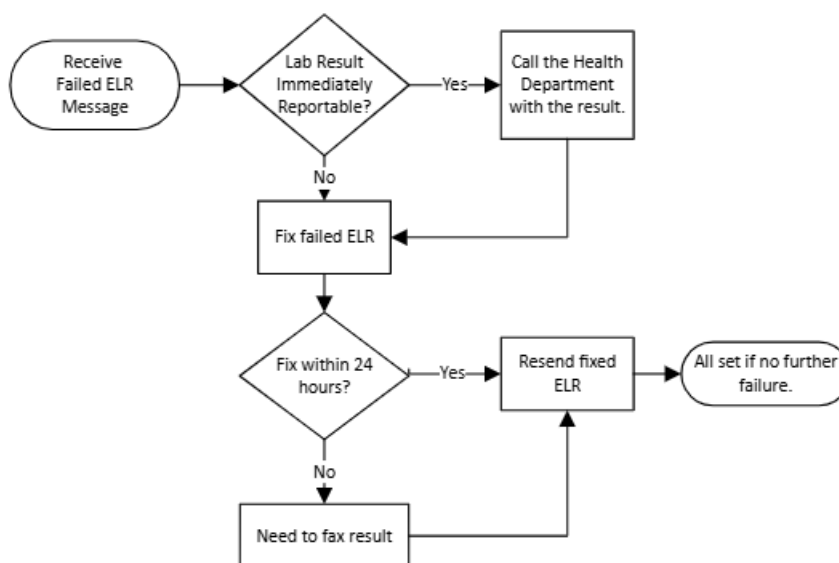 Receive
Failed ELR
Message
Lab Result
Immediately
Reportable?
Yes
Call the Health
Department
with the result.
No
Fix failed ELR
Fix within 24
hours?
Yes
Resend fixed
ELR
All set if no further
failure.
No
Need to fax result